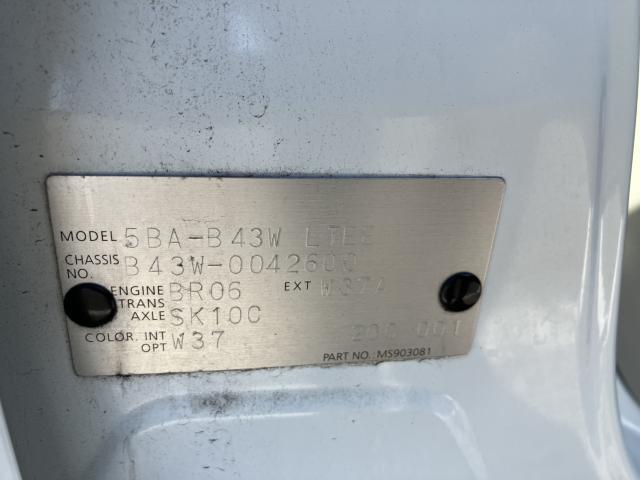 MODEL 5BA-B43W
CHASSIS NO. B43W-0042600
ENGINE BR06 EXT
TRANS AXLE SK10C
COLOR. INT W37
OPT
PART NO.: MS903081